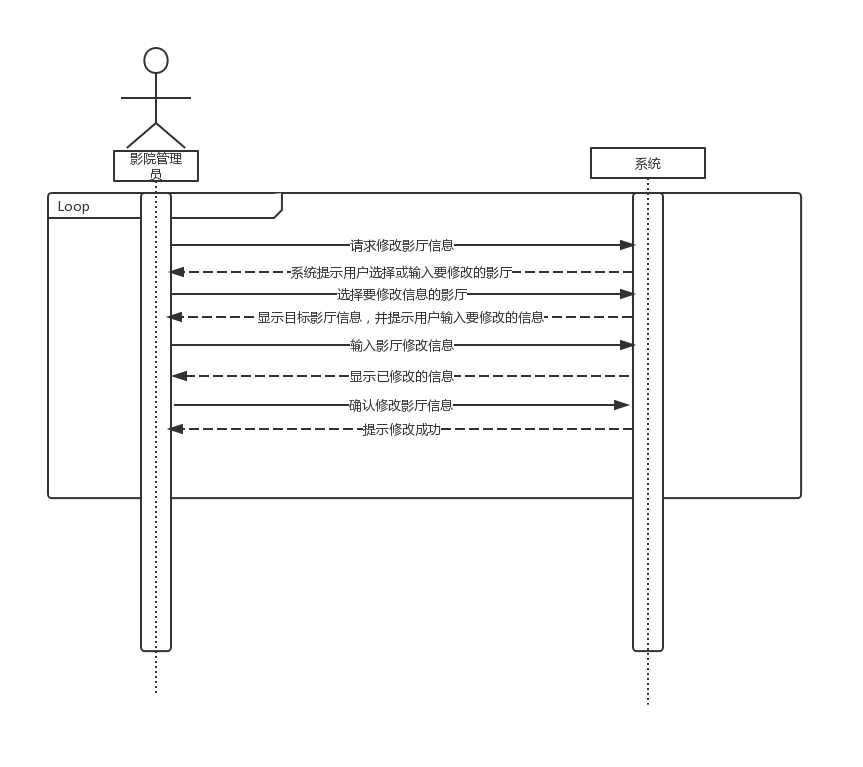 影院管理
员
系统
Loop
请求修改影厅信息
系统提示用户选择或输入要修改的影厅
选择要修改信息的影厅
显示目标影厅信息，并提示用户输入要修改的信息
输入影厅修改信息
显示已修改的信息
确认修改影厅信息
提示修改成功